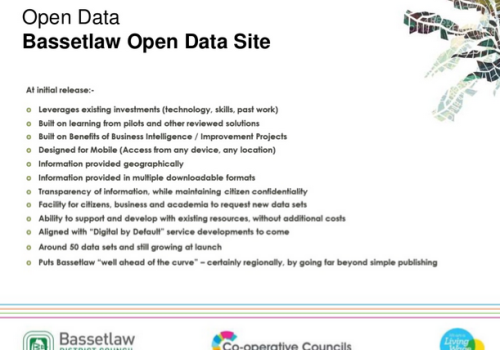 Open Data
Bassetlaw Open Data Site
At initial release:-
Leverages existing investments (technology, skills, past work)
Built on learning from pilots and other reviewed solutions
Built on Benefits of Business Intelligence / Improvement Projects
Designed for Mobile (Access from any device, any location)
Information provided geographically
Information provided in multiple downloadable formats
Transparency of information, while maintaining citizen confidentiality
Facility for citizens, business and academia to request new data sets
Ability to support and develop with existing resources, without additional costs
Aligned with “Digital by Default” service developments to come
Around 50 data sets and still growing at launch
Puts Bassetlaw “well ahead of the curve” – certainly regionally, by going far beyond simple publishing
Bassetlaw
DISTRICT COUNCIL
Co-operative Councils
Living